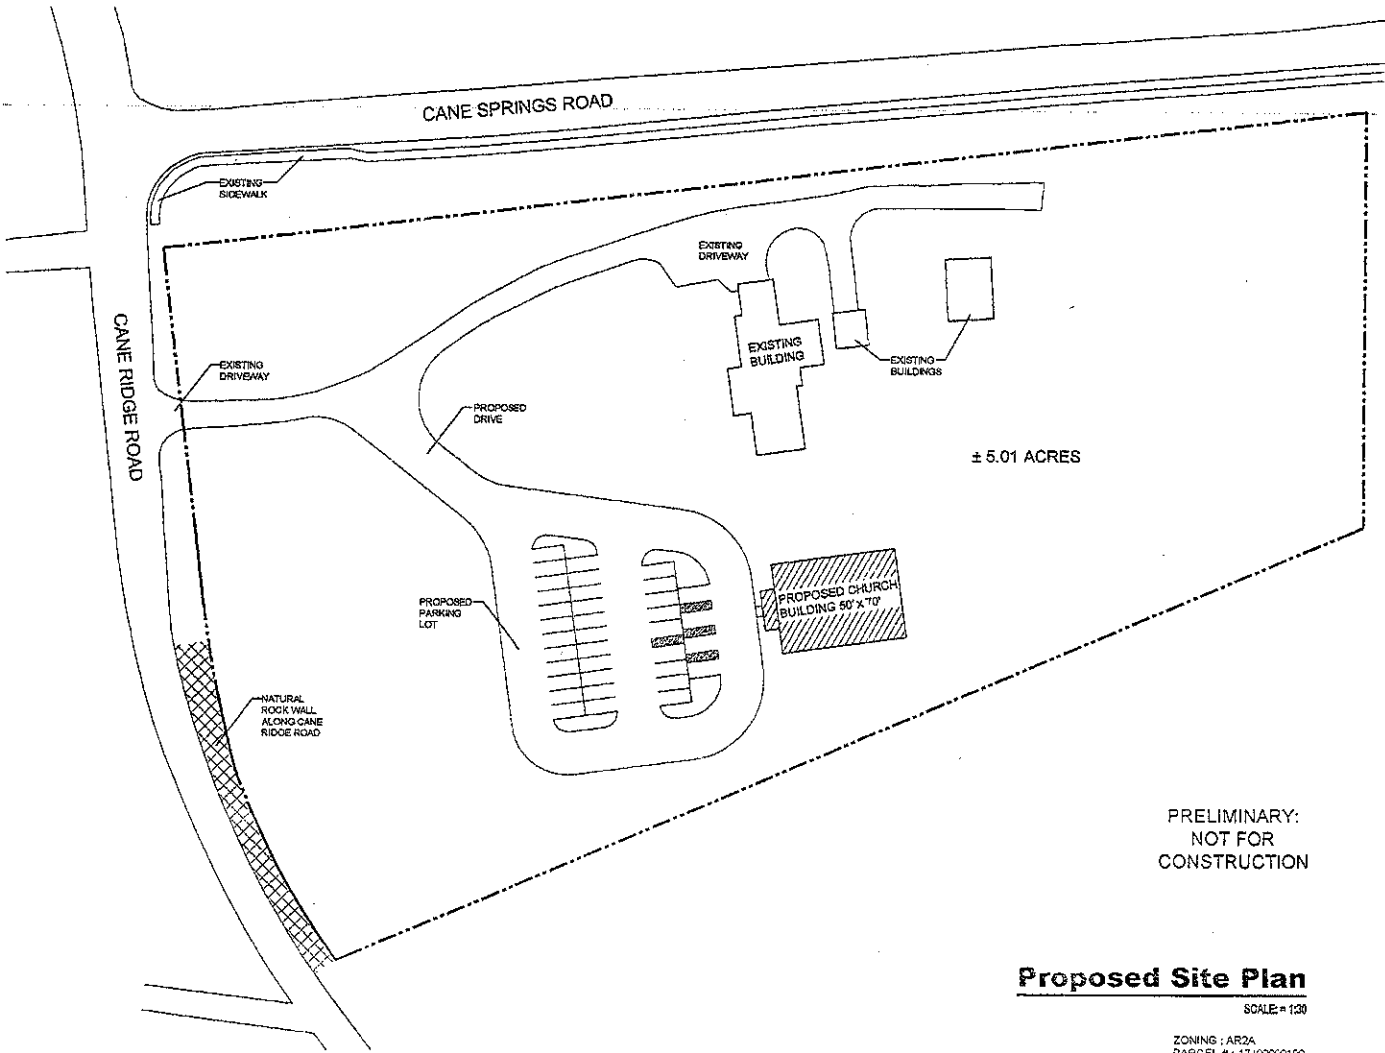 CANE SPRINGS ROAD
EXISTING
SIDEWALK
EXISTING
DRIVEWAY
CANE RIDGE ROAD
EXISTING
DRIVEWAY
EXISTING
BUILDING
EXISTING
BUILDINGS
PROPOSED
DRIVE
± 5.01 ACRES
PROPOSED CHURCH
BUILDING 50' X 70'
PROPOSED
PARKING
LOT
NATURAL
ROCK WALL
ALONG CANE
RIDGE ROAD
PRELIMINARY:
NOT FOR
CONSTRUCTION
Proposed Site Plan
SCALE: = 1:30
ZONING : AR2A
PARCEL #: